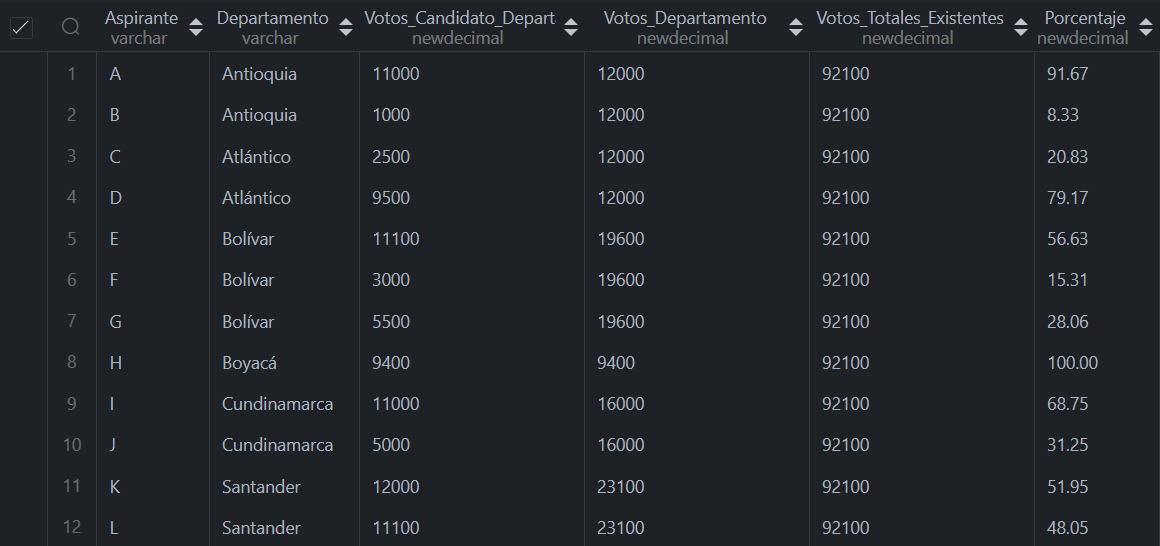 Aspirante Departamento Votos_Candidato_Depart Votos_Departamento Votos_Totales_Existentes Porcentaje
varchar varchar newdecimal newdecimal newdecimal newdecimal
1 A Antioquia 11000 12000 92100 91.67
2 B Antioquia 1000 12000 92100 8.33
3 C Atlántico 2500 12000 92100 20.83
4 D Atlántico 9500 12000 92100 79.17
5 E Bolívar 11100 19600 92100 56.63
6 F Bolívar 3000 19600 92100 15.31
7 G Bolívar 5500 19600 92100 28.06
8 H Boyacá 9400 9400 92100 100.00
9 I Cundinamarca 11000 16000 92100 68.75
10 J Cundinamarca 5000 16000 92100 31.25
11 K Santander 12000 23100 92100 51.95
12 L Santander 11100 23100 92100 48.05